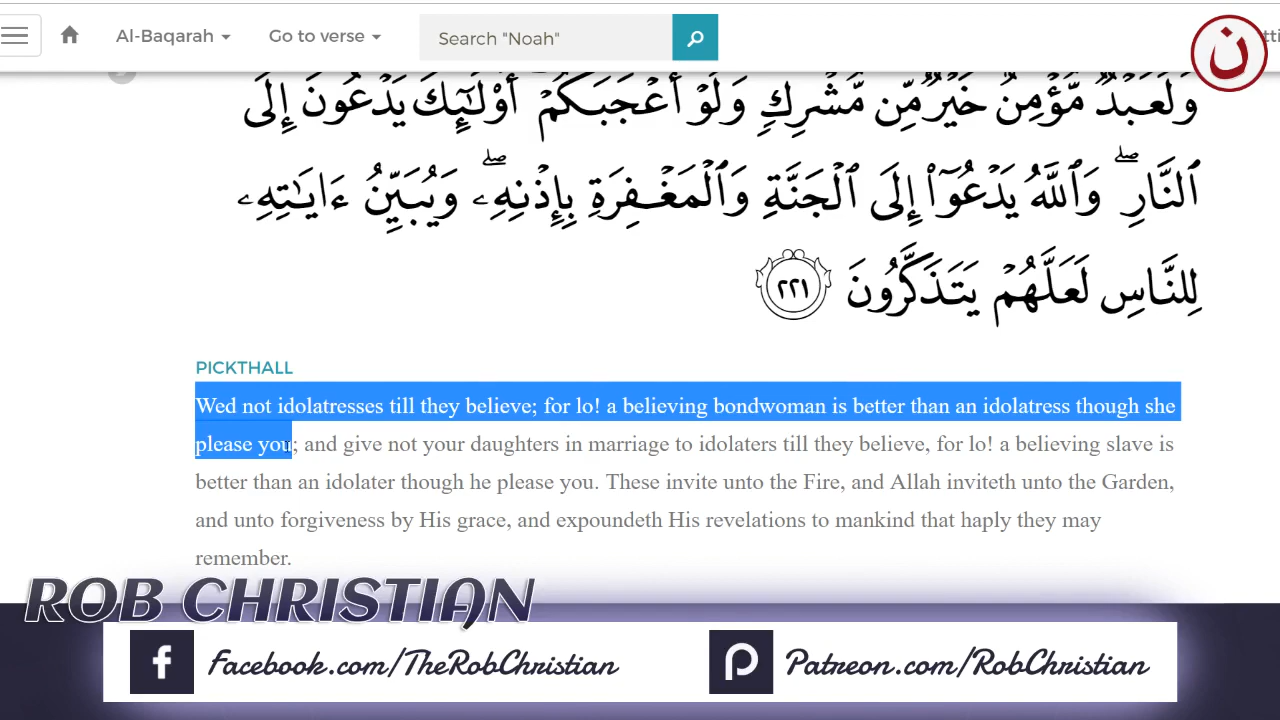 Al-Baqarah
Go to verse
Search "Noah"
ن
وَلَعَبْدٌ مُّؤْمِنٌ خَيْرٌ مِّن مُّشْرِكٍ وَلَوْ أَعْجَبَكُمْ ۗ أُو۟لَـٰٓئِكَ يَدْعُونَ إِلَى
ٱلنَّارِ ۖ وَٱللَّهُ يَدْعُوٓا۟ إِلَى ٱلْجَنَّةِ وَٱلْمَغْفِرَةِ بِإِذْنِهِۦ ۖ وَيُبَيِّنُ ءَايَـٰتِهِۦ
لِلنَّاسِ لَعَلَّهُمْ يَتَذَكَّرُونَ ٢٢١
PICKTHALL
Wed not idolatresses till they believe; for lo! a believing bondwoman is better than an idolatress though she
please you; and give not your daughters in marriage to idolaters till they believe, for lo! a believing slave is
better than an idolater though he please you. These invite unto the Fire, and Allah inviteth unto the Garden,
and unto forgiveness by His grace, and expoundeth His revelations to mankind that haply they may
remember.
ROB CHRISTIAN
Facebook.com/TheRobChristian
Patreon.com/RobChristian